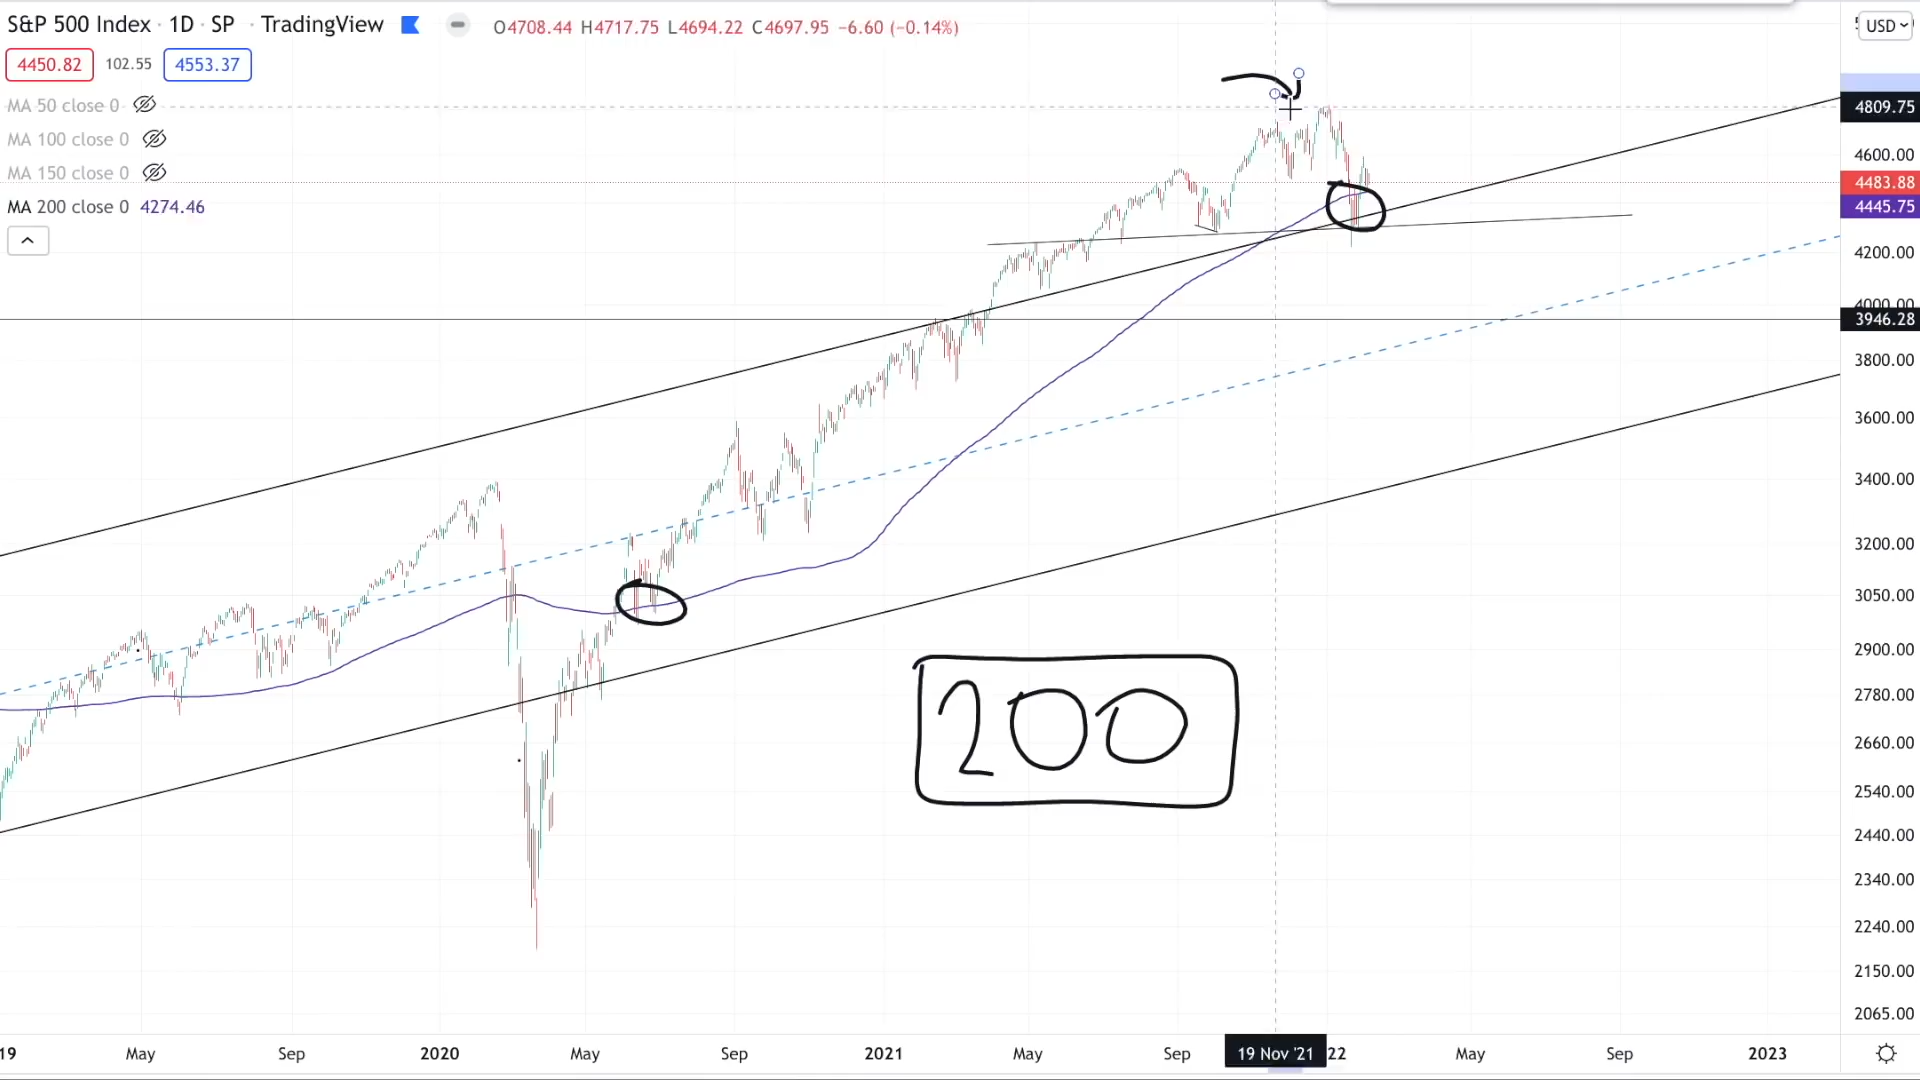 S&P 500 Index · 1D · SP · TradingView O4708.44 H4717.75 L4694.22 C4697.95 −6.60 (−0.14%)
USD
4450.82 102.55 4553.37
MA 50 close 0
MA 100 close 0
MA 150 close 0
MA 200 close 0 4274.46
4809.75
4600.00
4483.88
4445.75
4200.00
4000.00
3946.28
3800.00
3600.00
3400.00
3200.00
3050.00
2900.00
2780.00
2660.00
2540.00
2440.00
2340.00
2240.00
2150.00
2065.00
200
19 May Sep 2020 May Sep 2021 May Sep 19 Nov '21 22 May Sep 2023